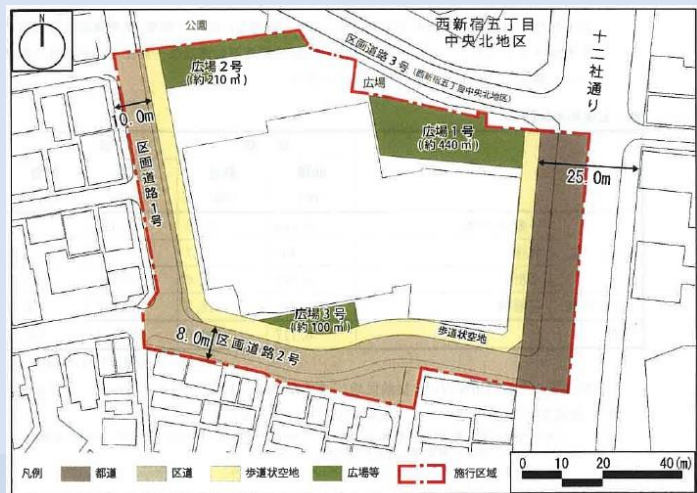 N
公園
西新宿五丁目
中央北地区
十二社通り
区画道路3号(西新宿五丁目中央北地区)
広場
広場2号
(約210㎡)
広場1号
(約440㎡)
10.0m
25.0m
区画道路1号
広場3号
(約100㎡)
歩道状空地
8.0m
区画道路2号
凡例
都道
区道
歩道状空地
広場等
施行区域
0 10 20 40(m)